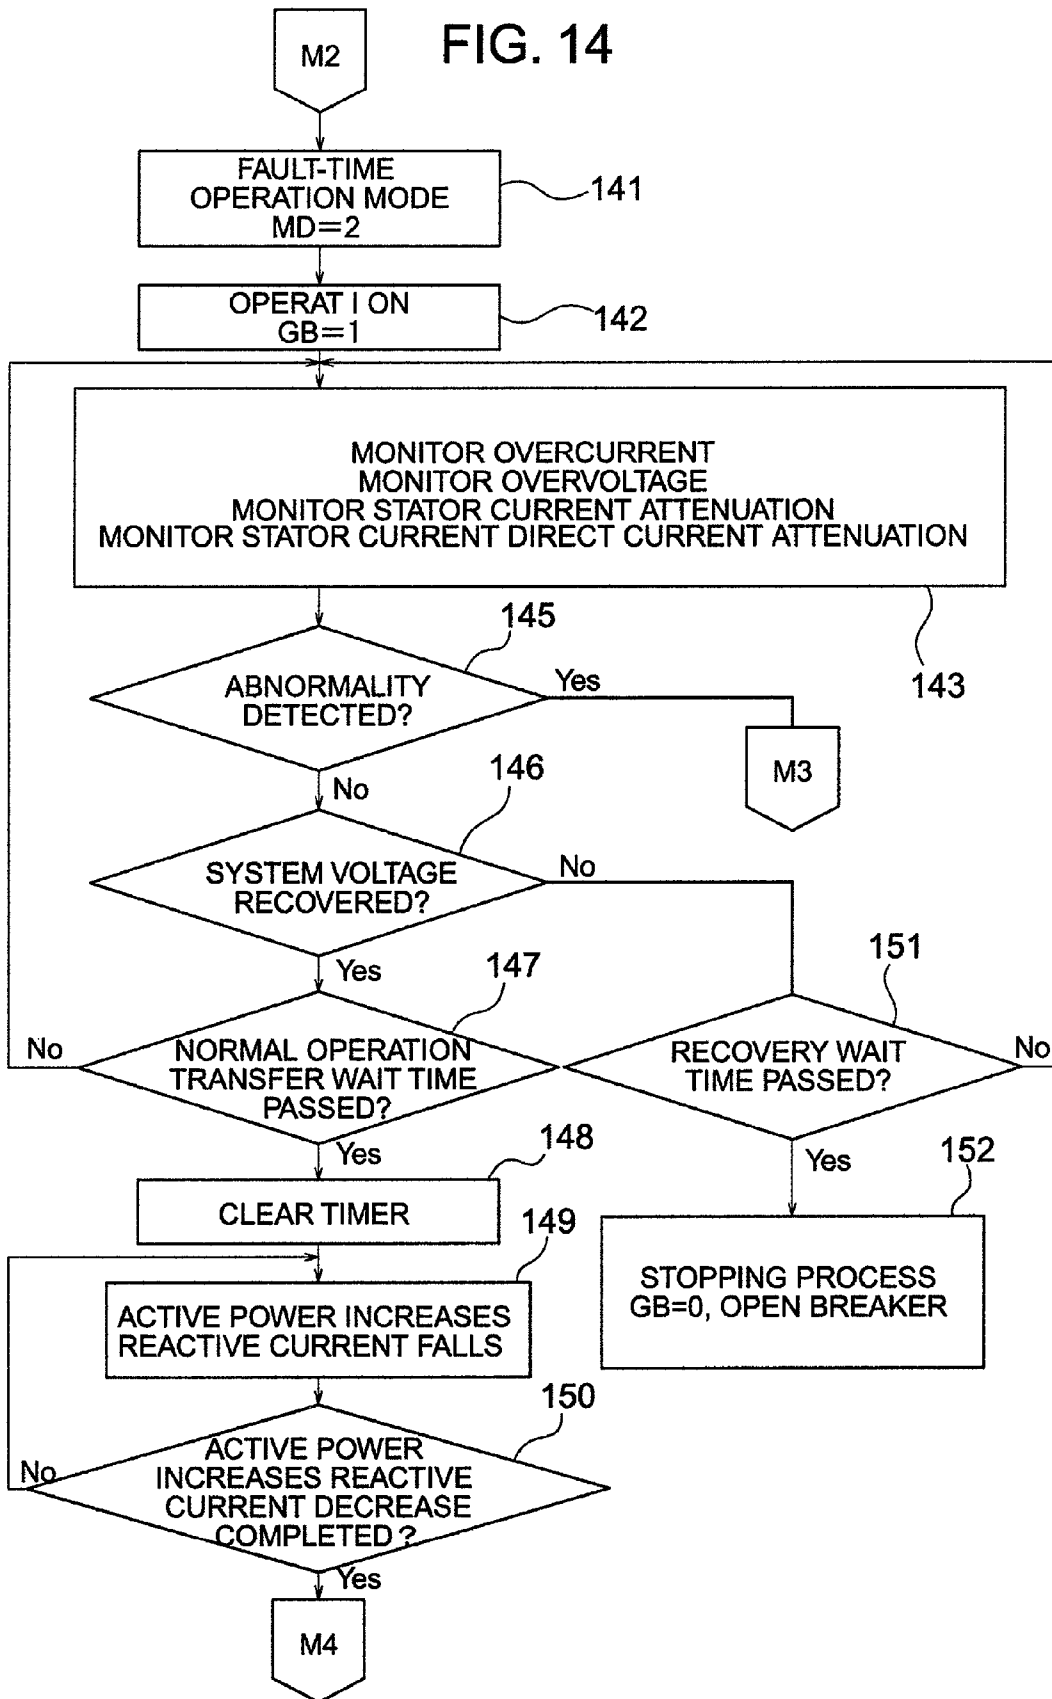 FIG. 14
M2
FAULT-TIME
OPERATION MODE
MD=2
141
OPERATION
GB=1
142
MONITOR OVERCURRENT
MONITOR OVERVOLTAGE
MONITOR STATOR CURRENT ATTENUATION
MONITOR STATOR CURRENT DIRECT CURRENT ATTENUATION
143
145
ABNORMALITY
DETECTED?
Yes
M3
No
146
SYSTEM VOLTAGE
RECOVERED?
No
Yes
147
NORMAL OPERATION
TRANSFER WAIT TIME
PASSED?
No
151
RECOVERY WAIT
TIME PASSED?
No
Yes
148
CLEAR TIMER
Yes
152
STOPPING PROCESS
GB=0, OPEN BREAKER
149
ACTIVE POWER INCREASES
REACTIVE CURRENT FALLS
150
ACTIVE POWER
INCREASES REACTIVE
CURRENT DECREASE
COMPLETED?
No
Yes
M4